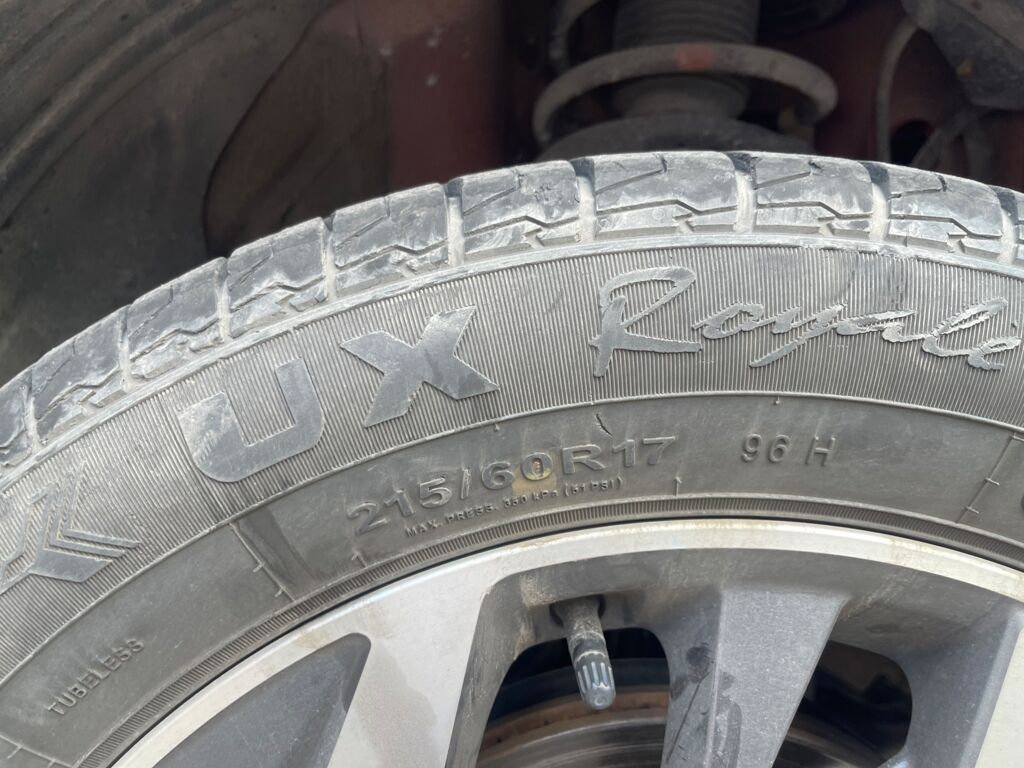 UX Royale
215/60R17 96 H
MAX. PRESS. 350 kPa (51 PSI)
TUBELESS